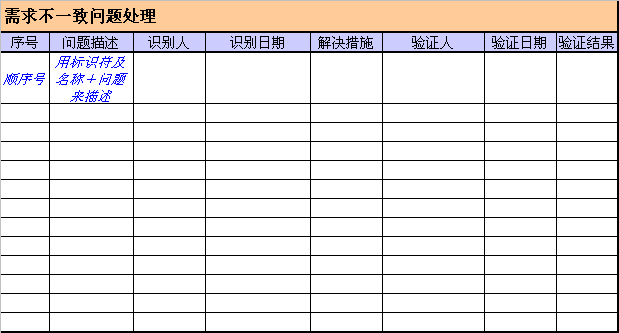 需求不一致问题处理
序号 问题描述 识别人 识别日期 解决措施 验证人 验证日期 验证结果
顺序号 用标识符及
名称＋问题
来描述